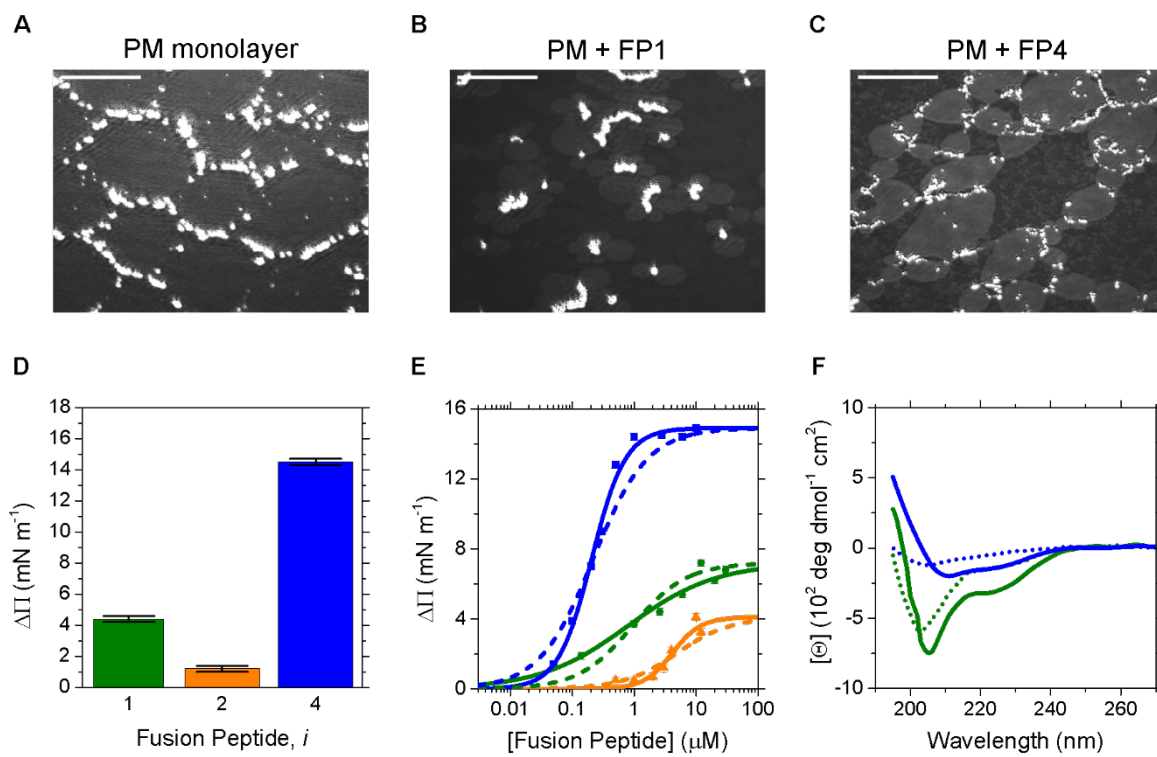 A
PM monolayer
B
PM + FP1
C
PM + FP4
D
18
16
14
12
10
8
6
4
2
0
ΔΠ (mN m⁻¹)
1
2
4
Fusion Peptide, i
E
16
12
8
4
0
ΔΠ (mN m⁻¹)
0.01
0.1
1
10
100
[Fusion Peptide] (μM)
F
10
5
0
-5
-10
[Θ] (10² deg dmol⁻¹ cm²)
200
220
240
260
Wavelength (nm)